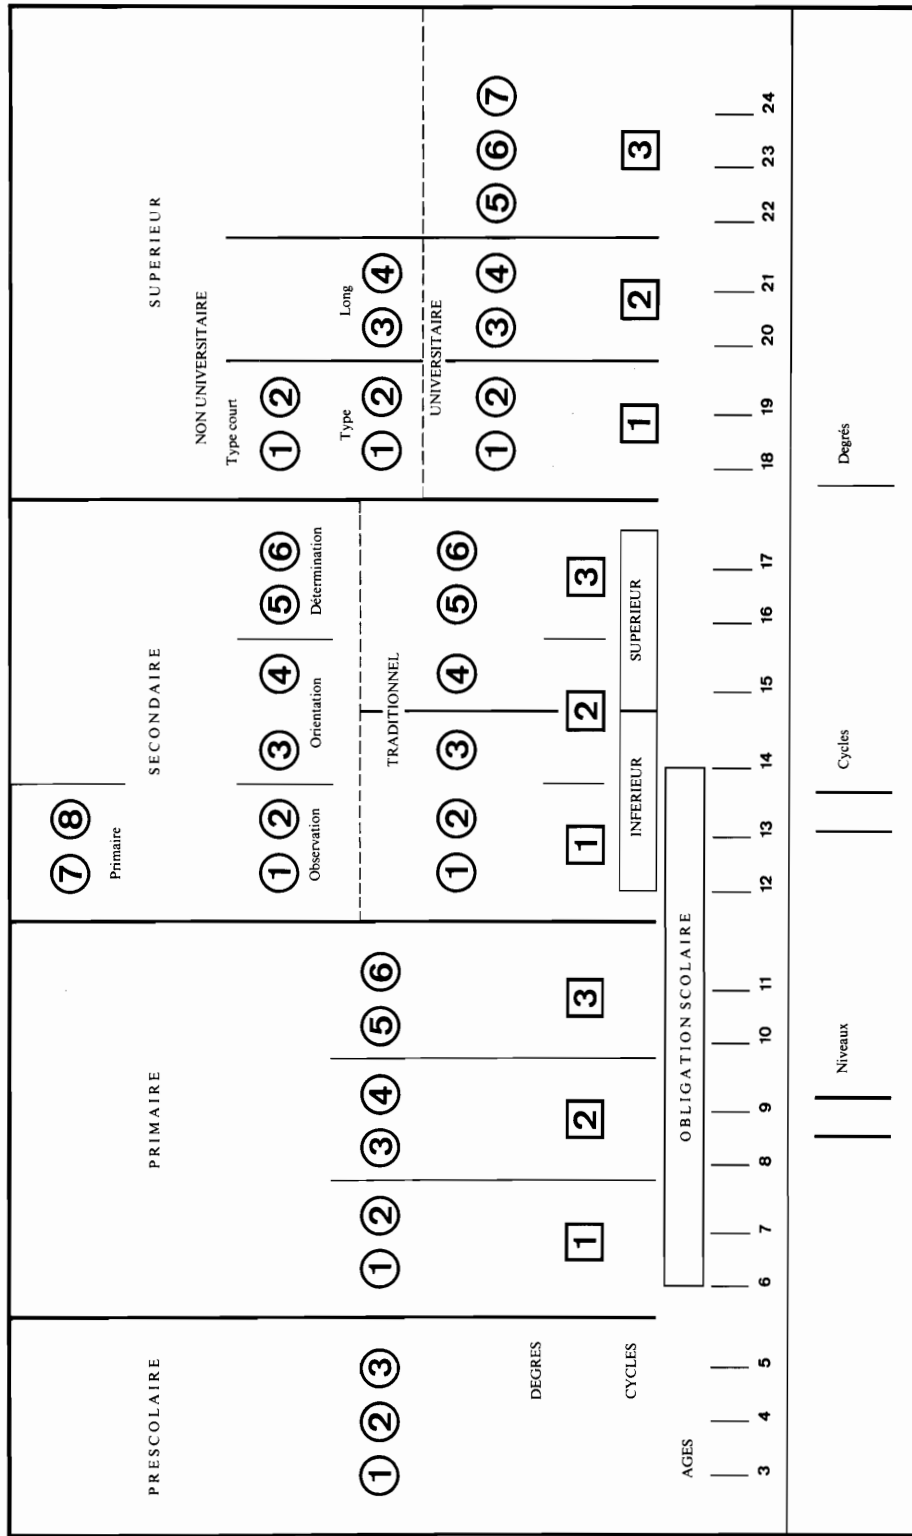 PRESCOLAIRE PRIMAIRE SECONDAIRE SUPERIEUR
7 8
Primaire
NON UNIVERSITAIRE
Type court
1 2 3 4 5 6 1 2
Observation Orientation Détermination
Type Long
1 2 3 1 2 3 4 5 6 1 2 3 4
TRADITIONNEL UNIVERSITAIRE
1 2 3 4 5 6 1 2 3 4 5 6 7
DEGRES
1 2 3 1 2 3
CYCLES INFERIEUR SUPERIEUR 1 2 3
OBLIGATION SCOLAIRE
AGES
3 4 5 6 7 8 9 10 11 12 13 14 15 16 17 18 19 20 21 22 23 24
Niveaux Cycles Degrés